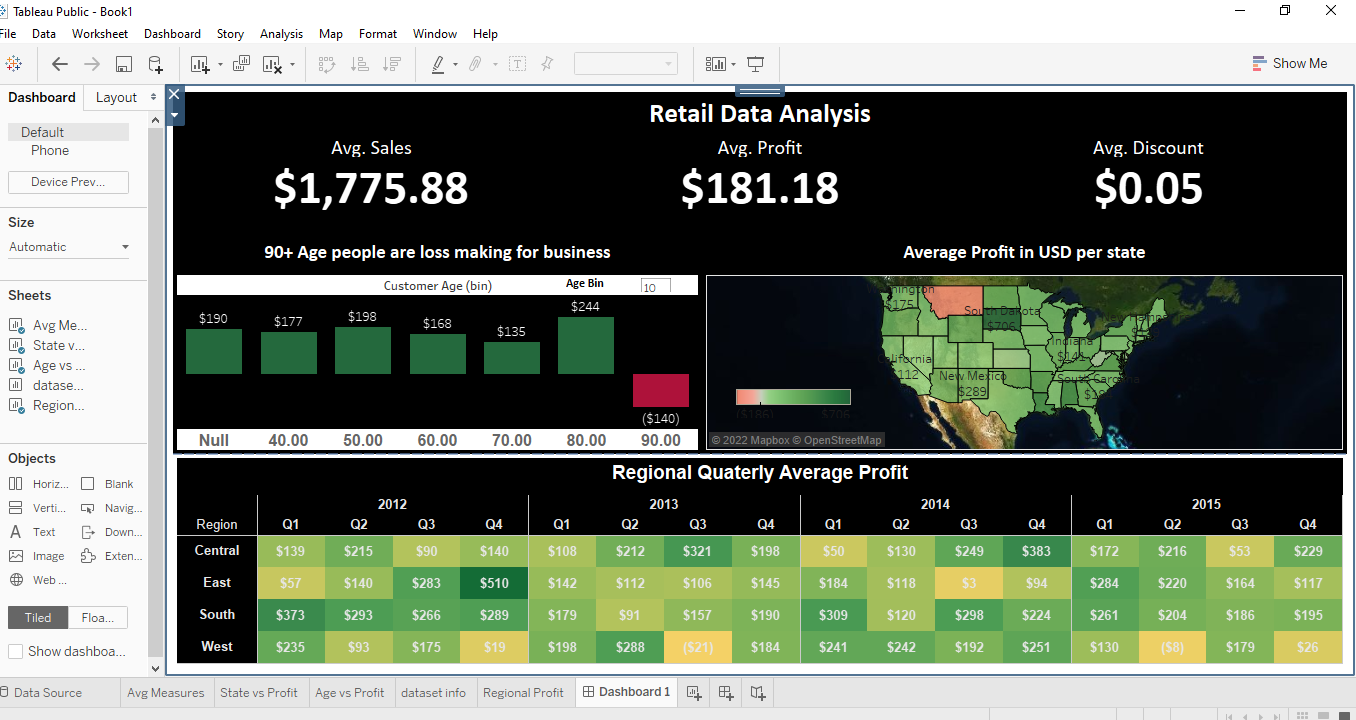 Tableau Public - Book1
File Data Worksheet Dashboard Story Analysis Map Format Window Help
Show Me
Dashboard Layout
Default
Phone
Device Prev...
Size
Automatic
Sheets
Avg Me...
State v...
Age vs ...
datase...
Region...
Objects
Horiz... Blank
Verti... Navig...
Text Down...
Image Exten...
Web ...
Tiled Floa...
Show dashboa...
Retail Data Analysis
Avg. Sales Avg. Profit Avg. Discount
$1,775.88 $181.18 $0.05
90+ Age people are loss making for business
Customer Age (bin) Age Bin 10
$190 $177 $198 $168 $135 $244 ($140)
Null 40.00 50.00 60.00 70.00 80.00 90.00
Average Profit in USD per state
$175
South Dakota
$706
Indiana
New Mexico
$289
South Carolina
($186) $706
© 2022 Mapbox © OpenStreetMap
Regional Quaterly Average Profit
2012 2013 2014 2015
Region Q1 Q2 Q3 Q4 Q1 Q2 Q3 Q4 Q1 Q2 Q3 Q4 Q1 Q2 Q3 Q4
Central $139 $215 $90 $140 $108 $212 $321 $198 $50 $130 $249 $383 $172 $216 $53 $229
East $57 $140 $283 $510 $142 $112 $106 $145 $184 $118 $3 $94 $284 $220 $164 $117
South $373 $293 $266 $289 $179 $91 $157 $190 $309 $120 $298 $224 $261 $204 $186 $195
West $235 $93 $175 $19 $198 $288 ($21) $184 $241 $242 $192 $251 $130 ($8) $179 $26
Data Source Avg Measures State vs Profit Age vs Profit dataset info Regional Profit Dashboard 1